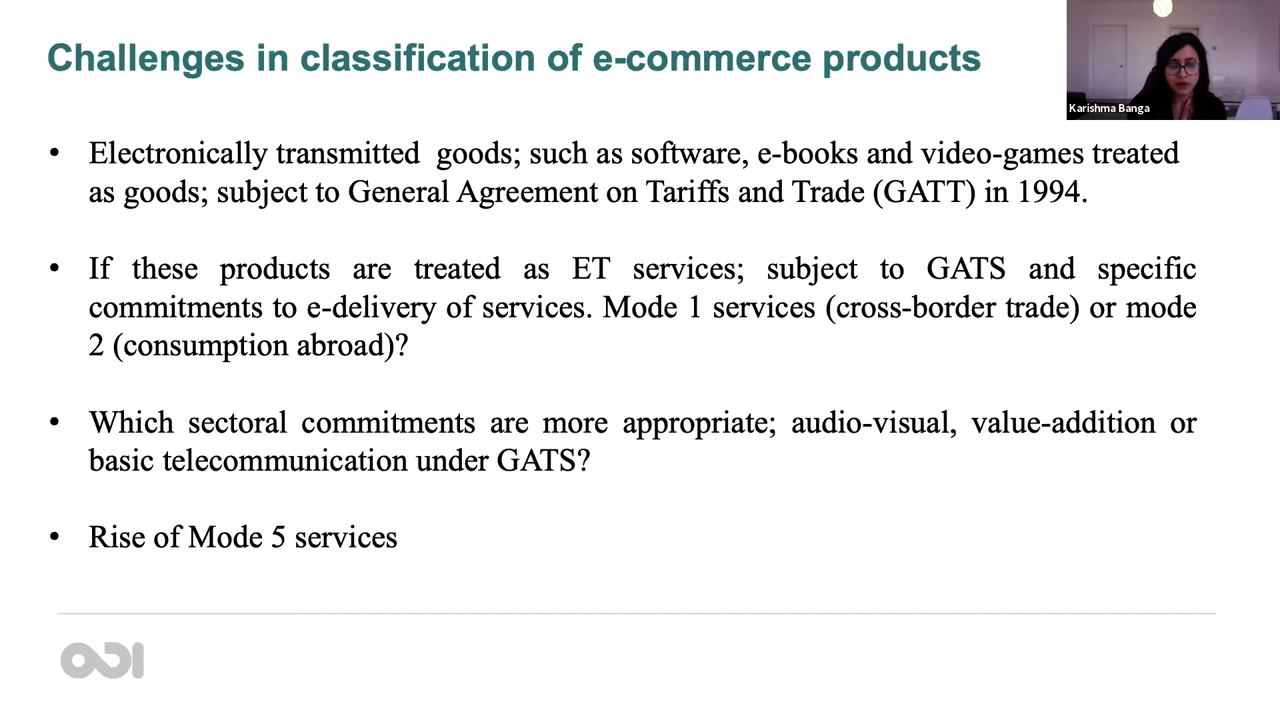 Challenges in classification of e-commerce products
Karishma Banga
• Electronically transmitted goods; such as software, e-books and video-games treated
as goods; subject to General Agreement on Tariffs and Trade (GATT) in 1994.
• If these products are treated as ET services; subject to GATS and specific
commitments to e-delivery of services. Mode 1 services (cross-border trade) or mode
2 (consumption abroad)?
• Which sectoral commitments are more appropriate; audio-visual, value-addition or
basic telecommunication under GATS?
• Rise of Mode 5 services
ODI